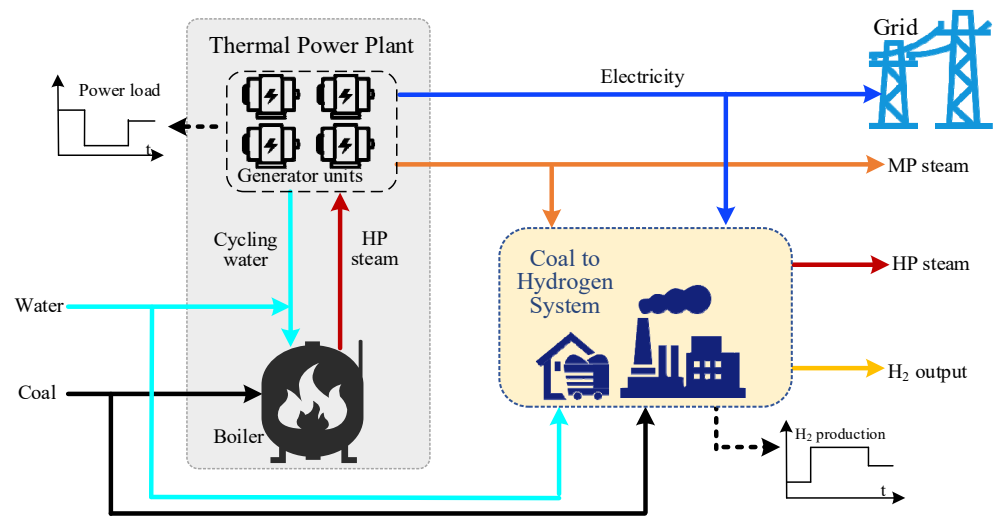 Thermal Power Plant
Grid
Power load
t
Electricity
Generator units
MP steam
Cycling
water
HP
steam
Coal to
Hydrogen
System
HP steam
Water
Coal
H₂ output
Boiler
H₂ production
t